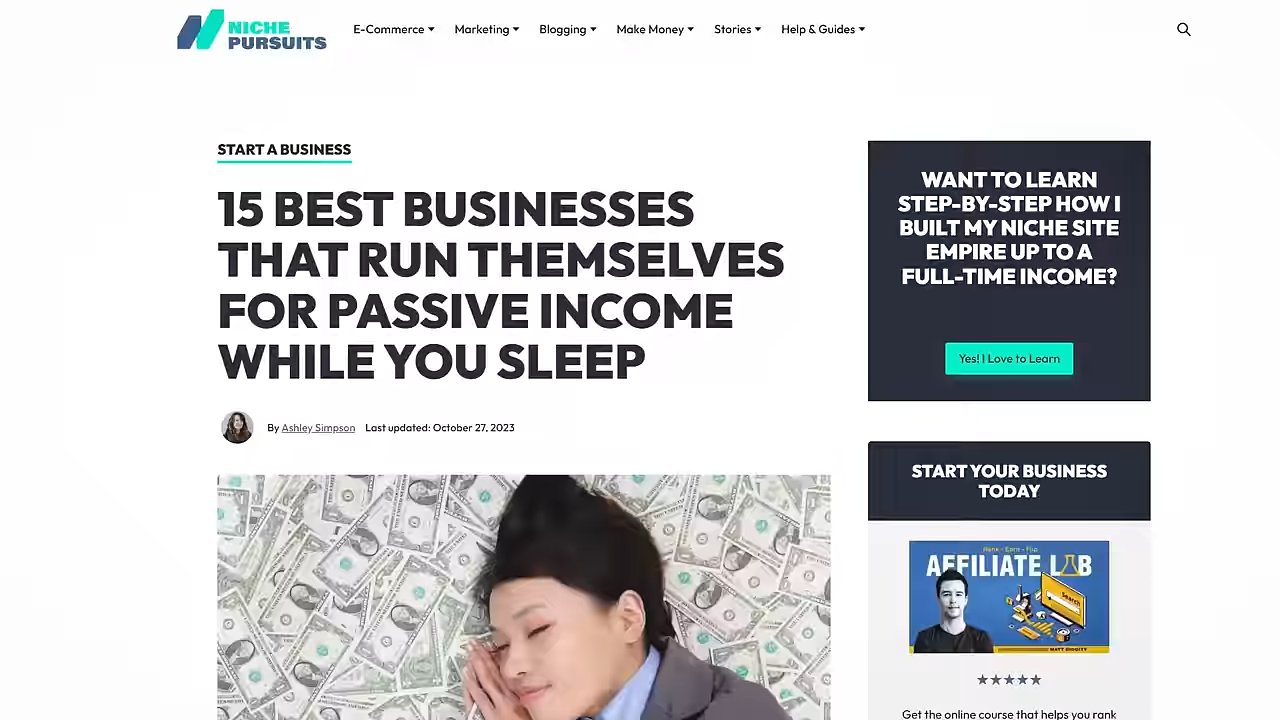 NICHE
PURSUITS
E-Commerce
Marketing
Blogging
Make Money
Stories
Help & Guides
START A BUSINESS
15 BEST BUSINESSES
THAT RUN THEMSELVES
FOR PASSIVE INCOME
WHILE YOU SLEEP
By Ashley Simpson Last updated: October 27, 2023
WANT TO LEARN
STEP-BY-STEP HOW I
BUILT MY NICHE SITE
EMPIRE UP TO A
FULL-TIME INCOME?
Yes! I Love to Learn
START YOUR BUSINESS
TODAY
Rank - Earn - Flip
AFFILIATE LAB
Search
MATT DIGGITY
Get the online course that helps you rank